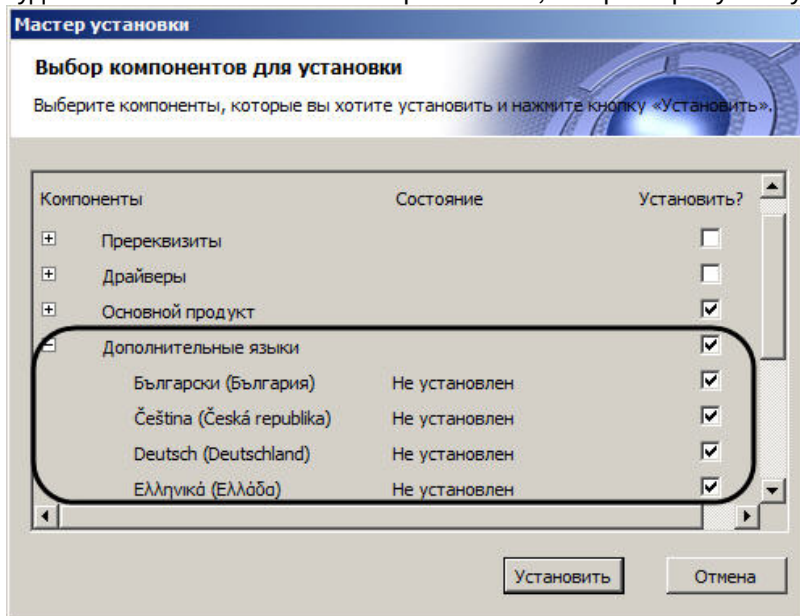 Мастер установки
Выбор компонентов для установки
Выберите компоненты, которые вы хотите установить и нажмите кнопку «Установить».
Компоненты Состояние Установить?
Пререквизиты
Драйверы
Основной продукт
Дополнительные языки
Български (България) Не установлен
Čeština (Česká republika) Не установлен
Deutsch (Deutschland) Не установлен
Ελληνικά (Ελλάδα) Не установлен
Установить Отмена